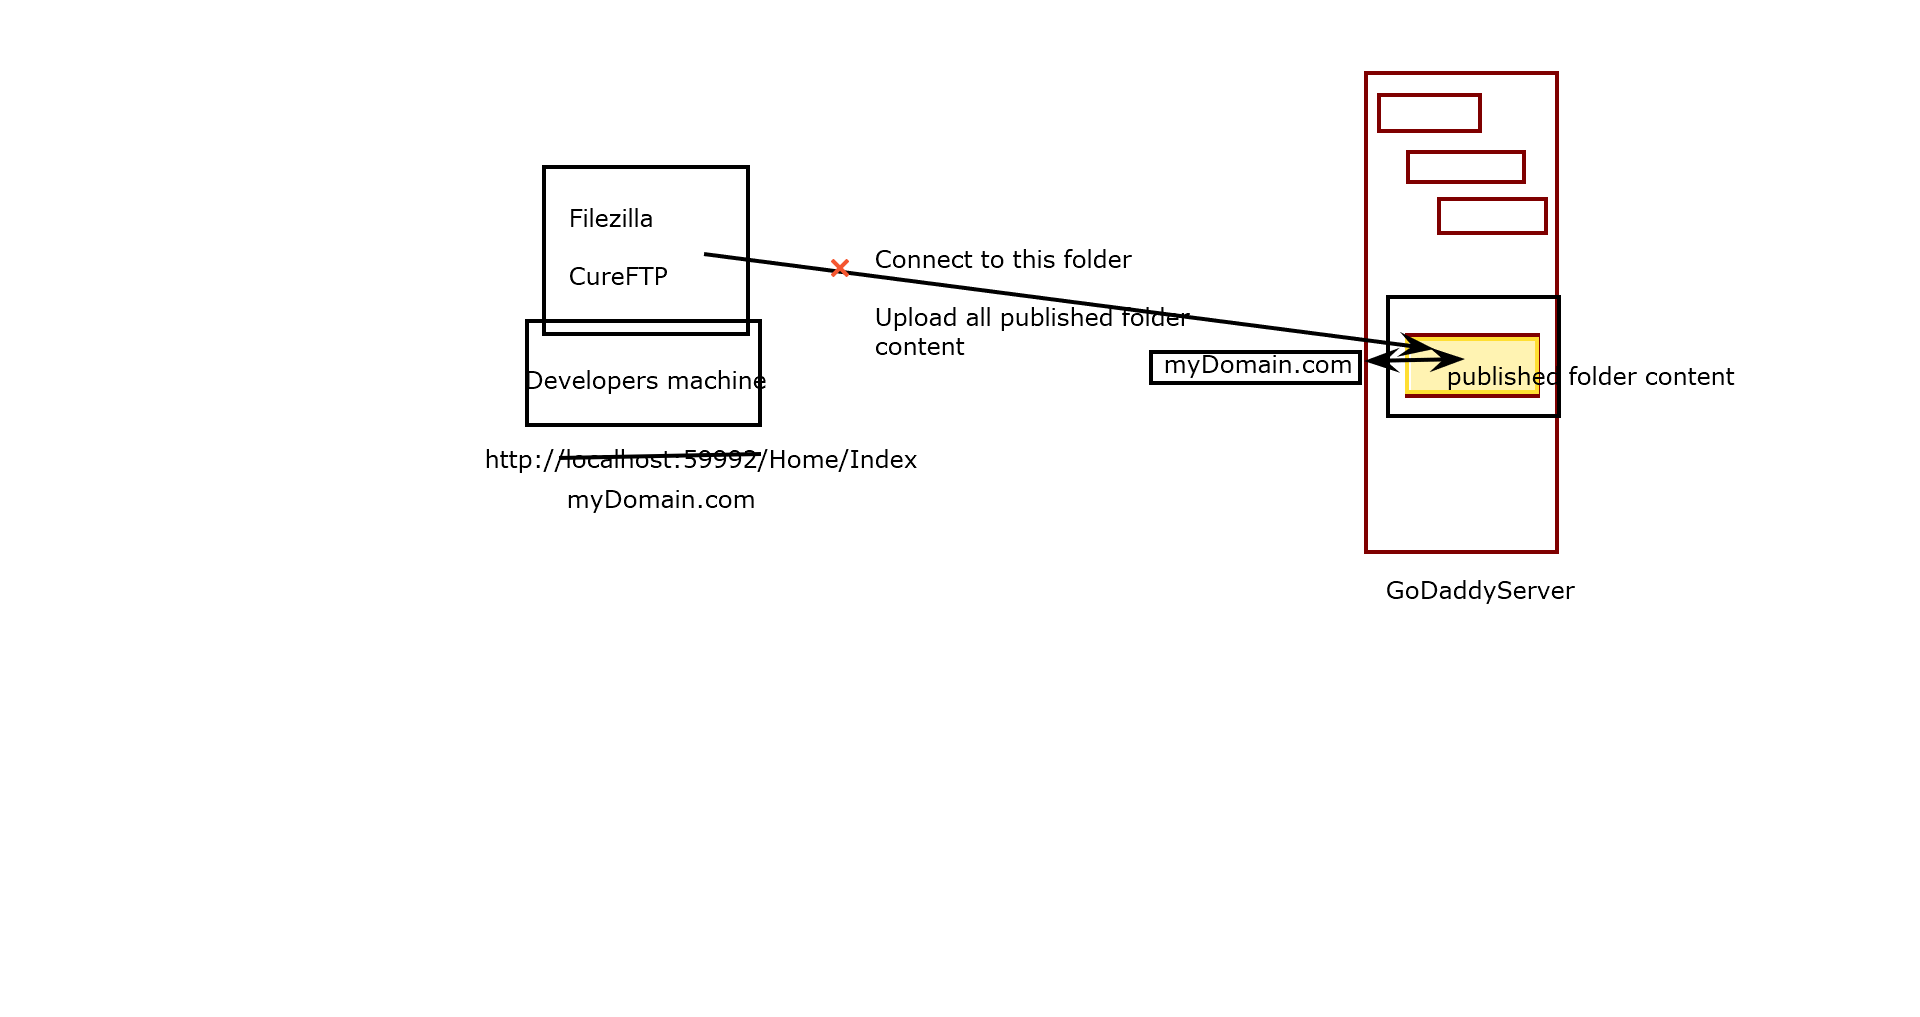 Filezilla
CureFTP
Developers machine
http://localhost:59992/Home/Index
myDomain.com
Connect to this folder
Upload all published folder
content
myDomain.com
published folder content
GoDaddyServer